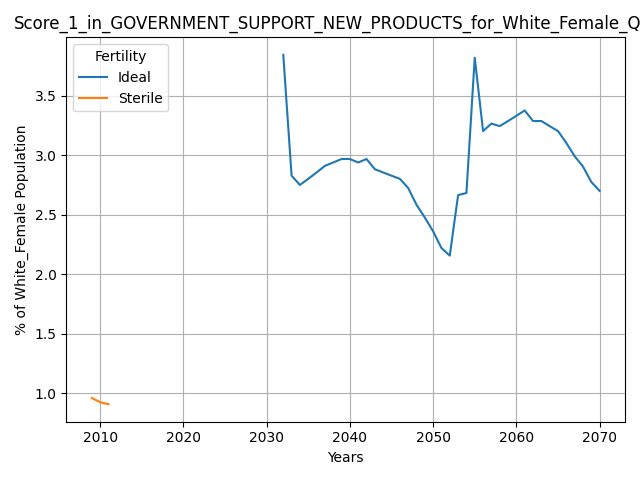 Score_1_in_GOVERNMENT_SUPPORT_NEW_PRODUCTS_for_White_Female_Q
Fertility
Ideal
Sterile
% of White_Female Population
3.5
3.0
2.5
2.0
1.5
1.0
2010 2020 2030 2040 2050 2060 2070
Years